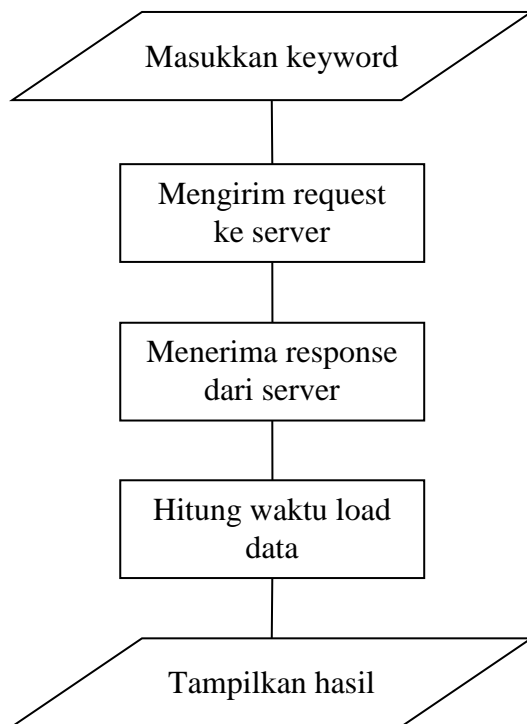 Masukkan keyword
Mengirim request
ke server
Menerima response
dari server
Hitung waktu load
data
Tampilkan hasil